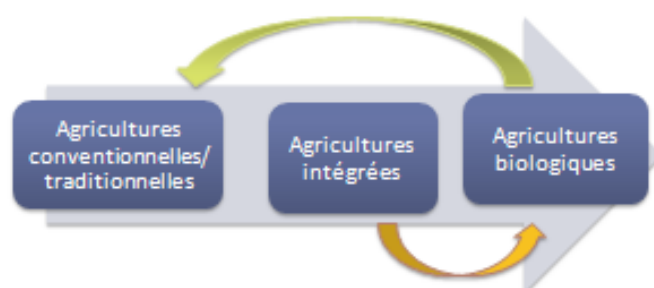 Agricultures
conventionnelles/
traditionnelles
Agricultures
intégrées
Agricultures
biologiques